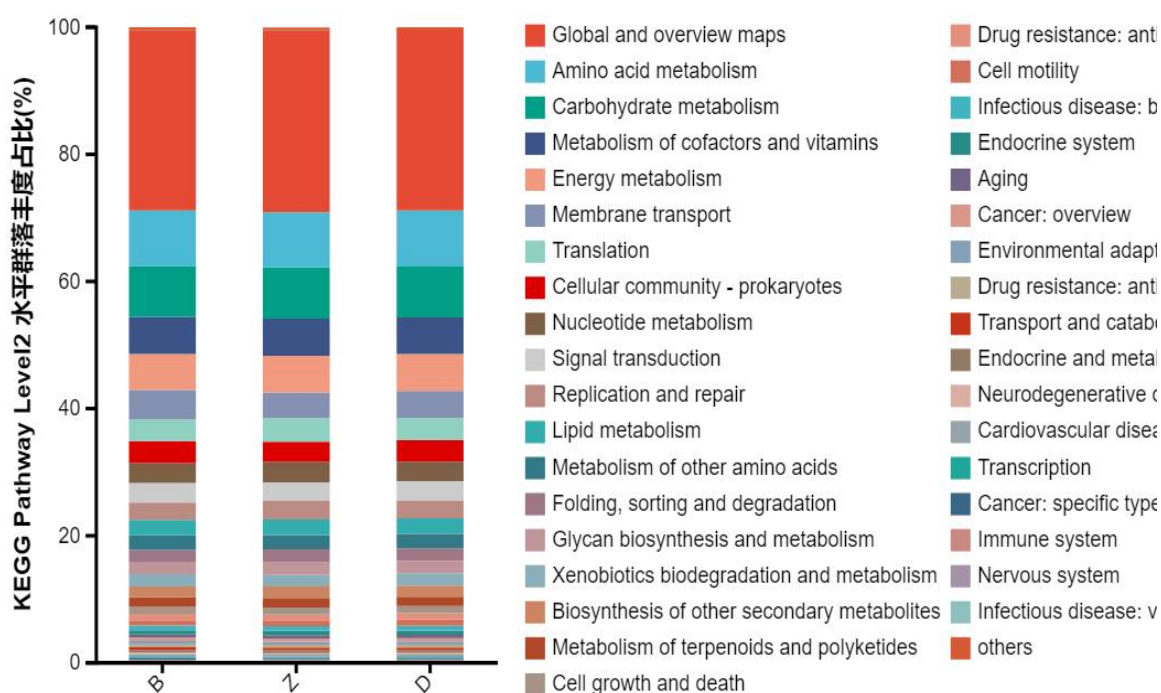 KEGG Pathway Level2 水平群落丰度占比(%)
100
80
60
40
20
0
B
Z
D
Global and overview maps
Amino acid metabolism
Carbohydrate metabolism
Metabolism of cofactors and vitamins
Energy metabolism
Membrane transport
Translation
Cellular community - prokaryotes
Nucleotide metabolism
Signal transduction
Replication and repair
Lipid metabolism
Metabolism of other amino acids
Folding, sorting and degradation
Glycan biosynthesis and metabolism
Xenobiotics biodegradation and metabolism
Biosynthesis of other secondary metabolites
Metabolism of terpenoids and polyketides
Cell growth and death
Drug resistance: anti
Cell motility
Infectious disease: b
Endocrine system
Aging
Cancer: overview
Environmental adapt
Drug resistance: anti
Transport and catab
Endocrine and metab
Neurodegenerative
Cardiovascular disea
Transcription
Cancer: specific type
Immune system
Nervous system
Infectious disease: v
others